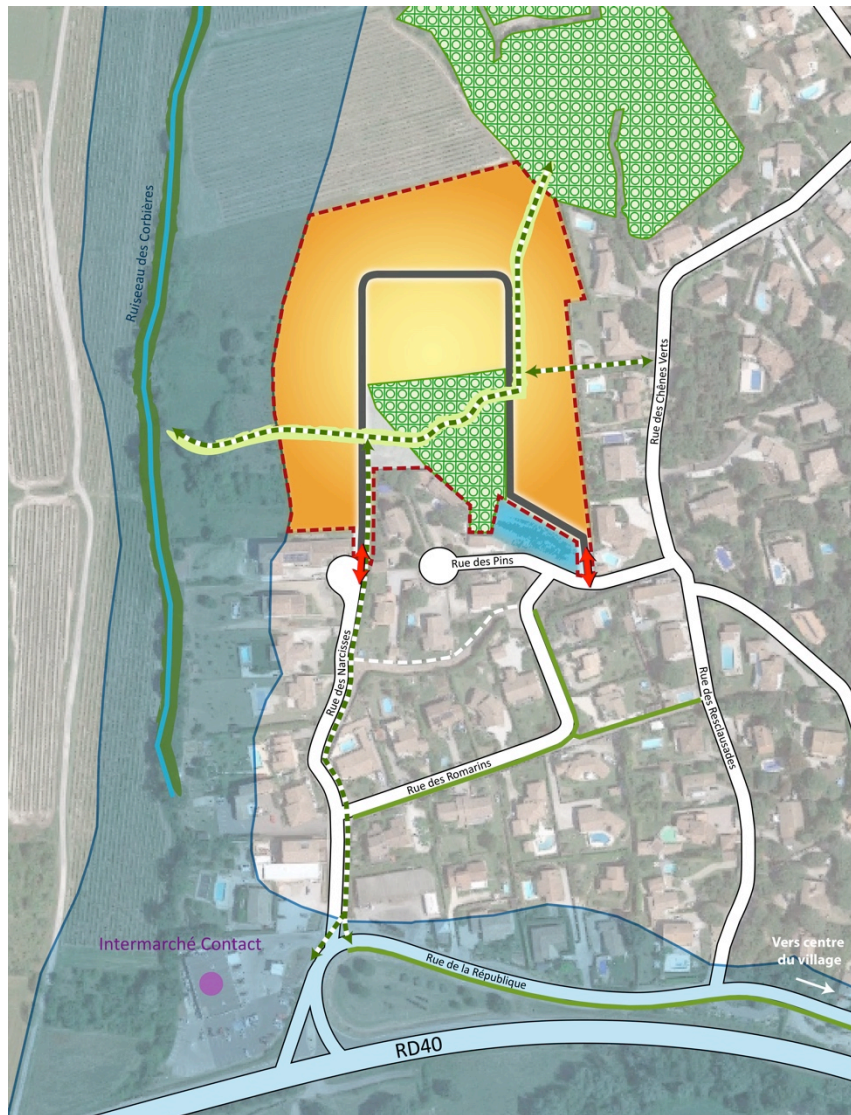 Ruiseeau des Corbières
Rue des Chênes Verts
Rue des Pins
Rue des Narcisses
Rue des Resclausades
Rue des Romarins
Intermarché Contact
Vers centre
du village
Rue de la République
RD40